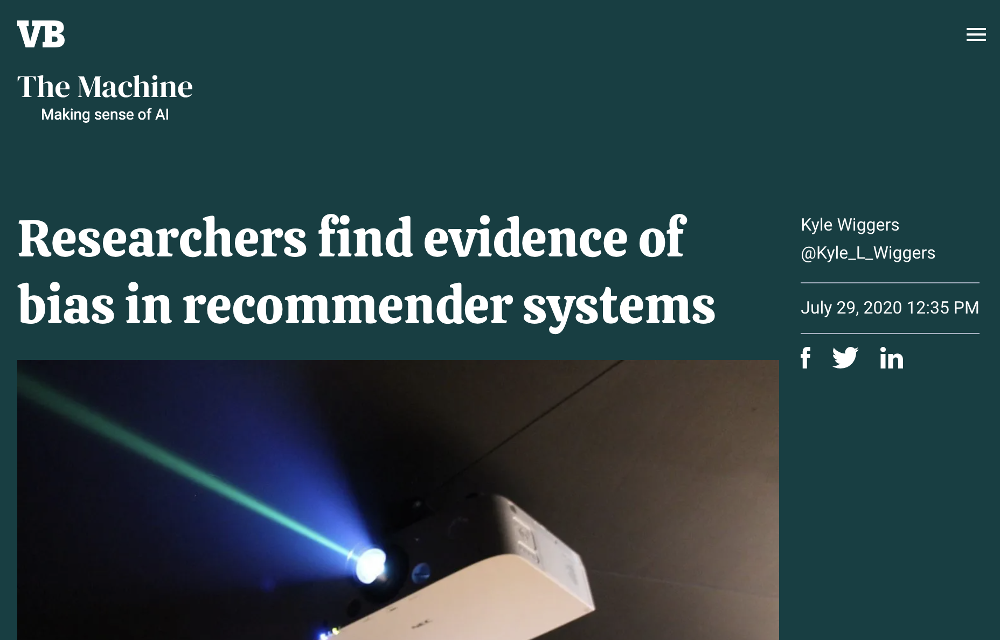 VB
The Machine
Making sense of AI
Researchers find evidence of
bias in recommender systems
Kyle Wiggers
@Kyle_L_Wiggers
July 29, 2020 12:35 PM
f
in
NEC